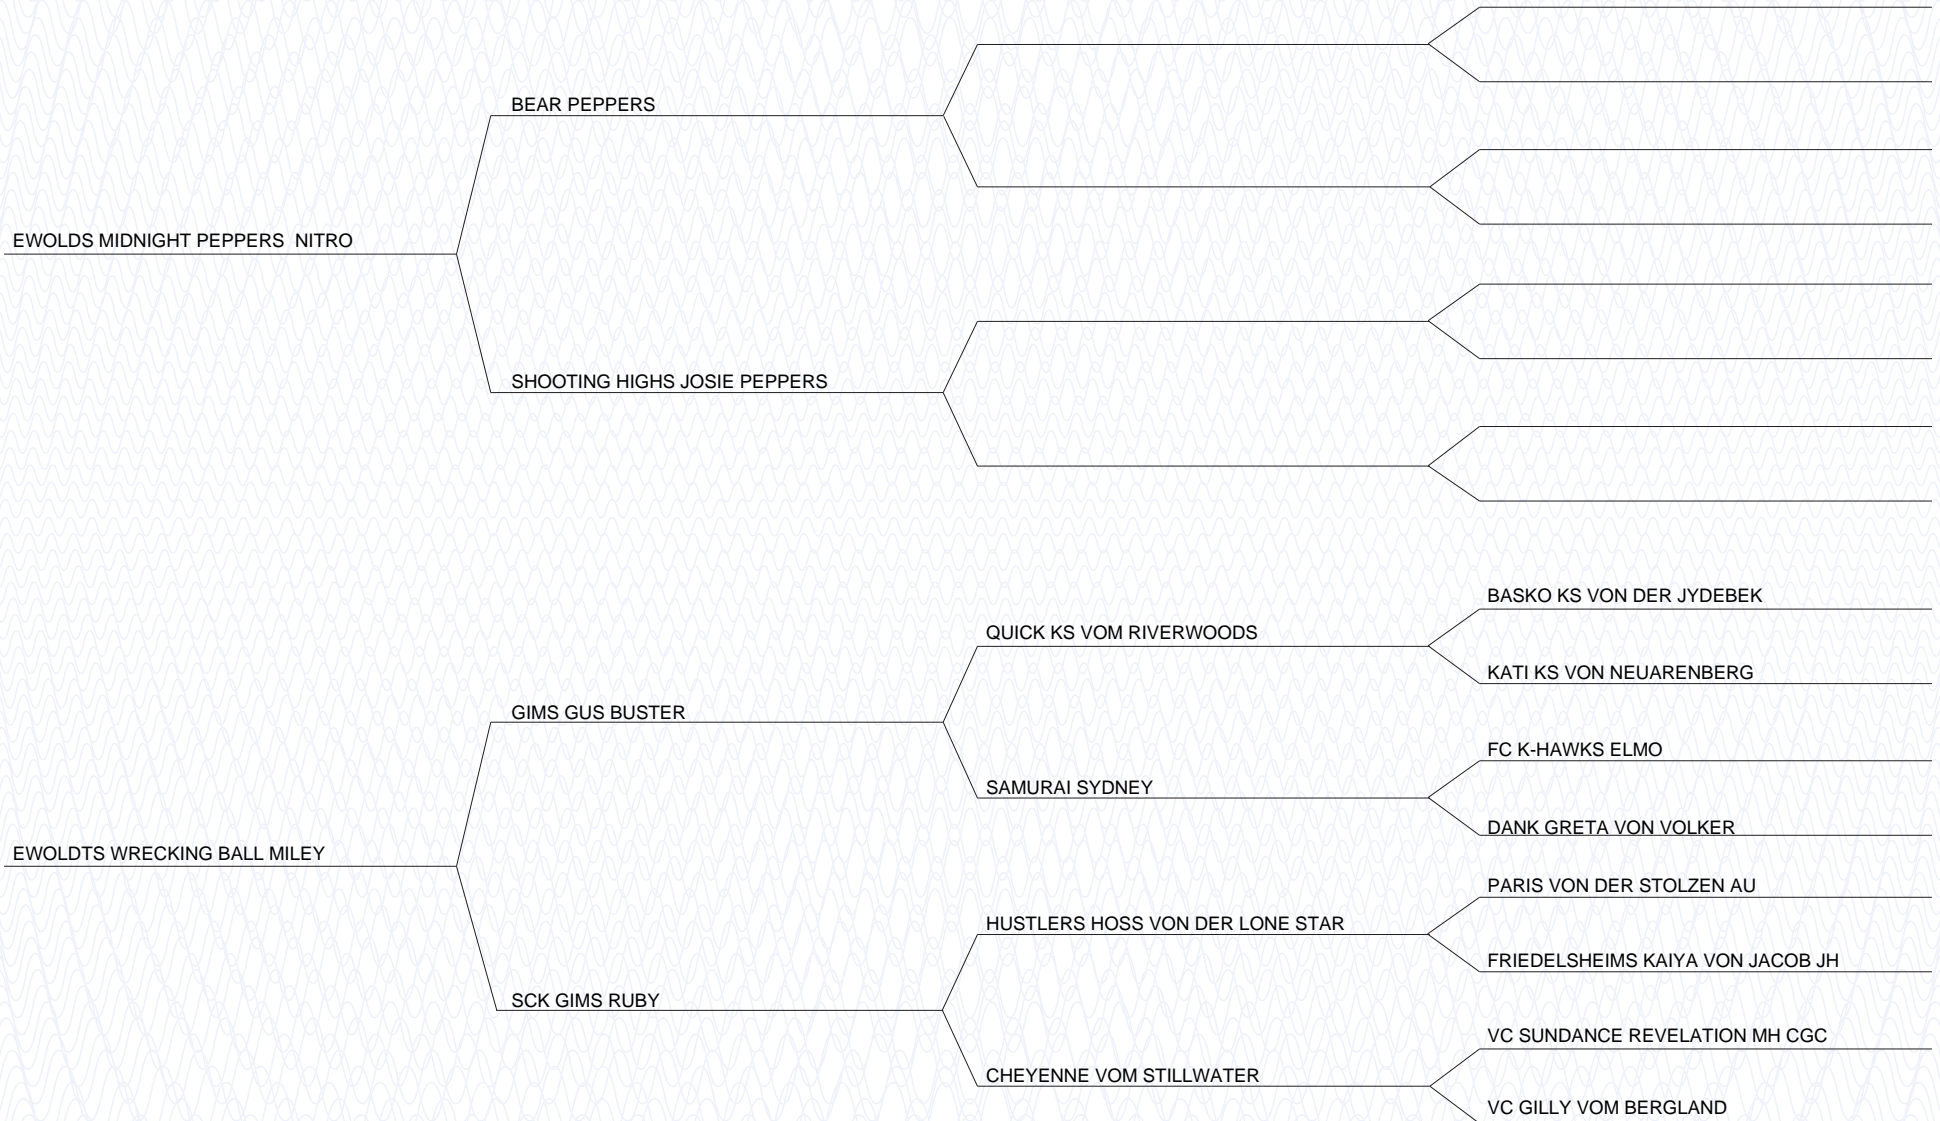 BEAR PEPPERS
EWOLDS MIDNIGHT PEPPERS  NITRO
SHOOTING HIGHS JOSIE PEPPERS
BASKO KS VON DER JYDEBEK
QUICK KS VOM RIVERWOODS
KATI KS VON NEUARENBERG
GIMS GUS BUSTER
FC K-HAWKS ELMO
SAMURAI SYDNEY
DANK GRETA VON VOLKER
EWOLDTS WRECKING BALL MILEY
PARIS VON DER STOLZEN AU
HUSTLERS HOSS VON DER LONE STAR
FRIEDELSHEIMS KAIYA VON JACOB JH
SCK GIMS RUBY
VC SUNDANCE REVELATION MH CGC
CHEYENNE VOM STILLWATER
VC GILLY VOM BERGLAND